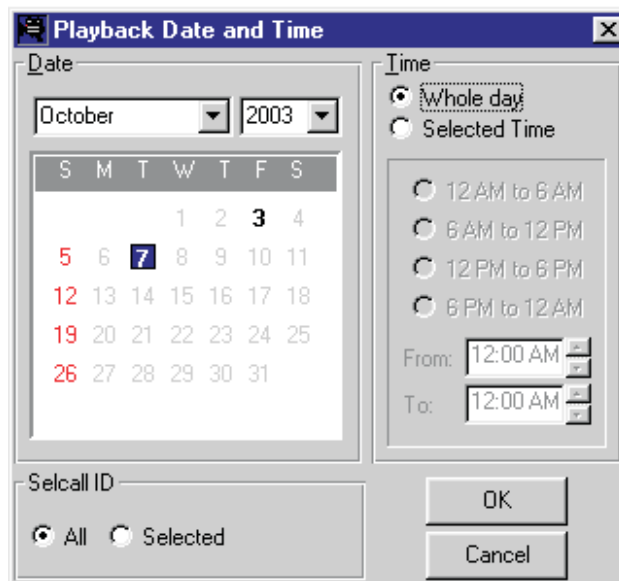 Playback Date and Time
Date
October 2003
S M T W T F S
1 2 3 4
5 6 7 8 9 10 11
12 13 14 15 16 17 18
19 20 21 22 23 24 25
26 27 28 29 30 31
Time
Whole day
Selected Time
12 AM to 6 AM
6 AM to 12 PM
12 PM to 6 PM
6 PM to 12 AM
From: 12:00 AM
To: 12:00 AM
Selcall ID
All Selected
OK
Cancel